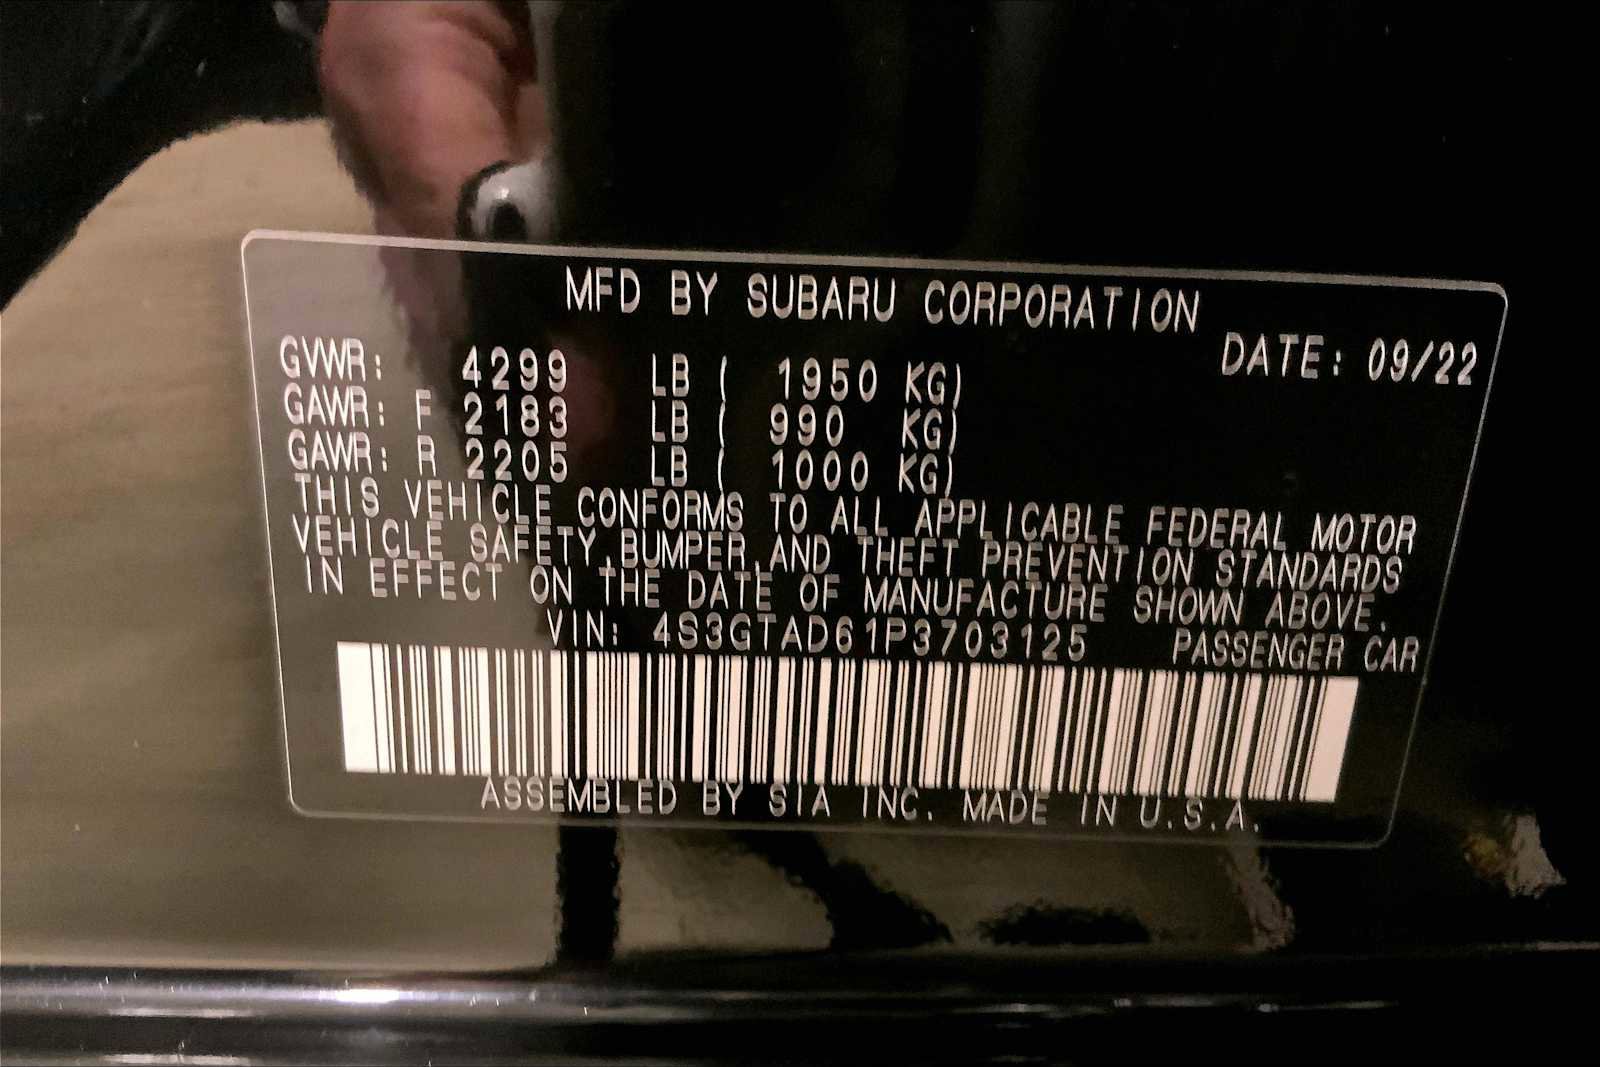 MFD BY SUBARU CORPORATION
DATE: 09/22
GVWR: 4299 LB ( 1950 KG)
GAWR: F 2183 LB ( 990 KG)
GAWR: R 2205 LB ( 1000 KG)
THIS VEHICLE CONFORMS TO ALL APPLICABLE FEDERAL MOTOR
VEHICLE SAFETY,BUMPER,AND THEFT PREVENTION STANDARDS
IN EFFECT ON THE DATE OF MANUFACTURE SHOWN ABOVE.
VIN: 4S3GTAD61P3703125 PASSENGER CAR
ASSEMBLED BY SIA INC. MADE IN U.S.A.